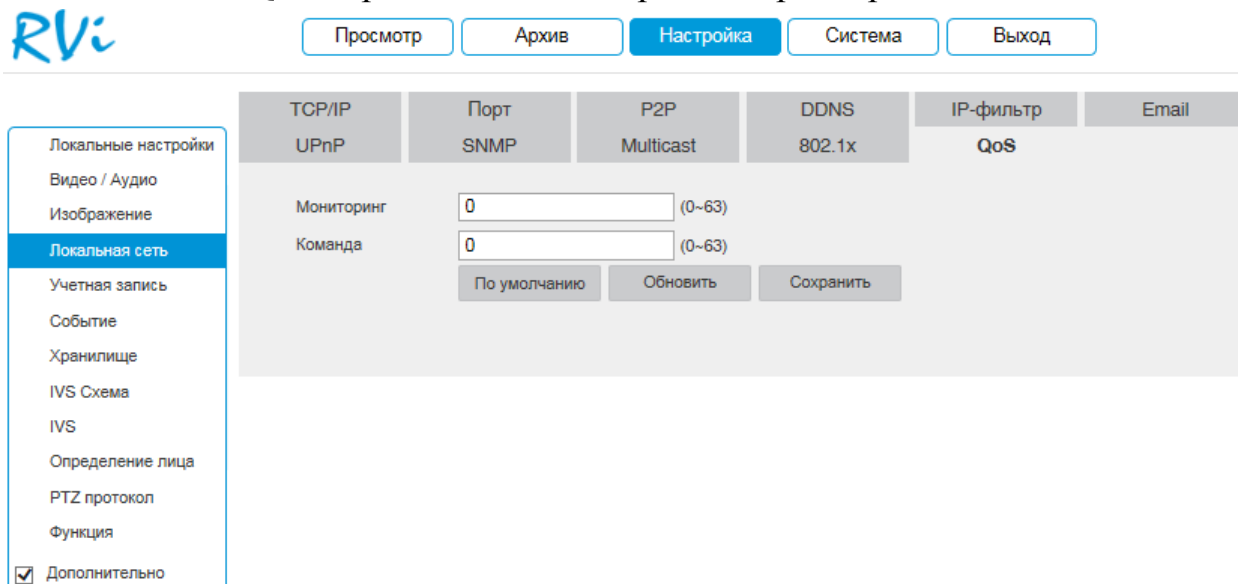 RVi
Просмотр Архив Настройка Система Выход
TCP/IP Порт P2P DDNS IP-фильтр Email
UPnP SNMP Multicast 802.1x QoS
Локальные настройки
Видео / Аудио
Изображение
Локальная сеть
Учетная запись
Событие
Хранилище
IVS Схема
IVS
Определение лица
PTZ протокол
Функция
Дополнительно
Мониторинг 0 (0~63)
Команда 0 (0~63)
По умолчанию Обновить Сохранить